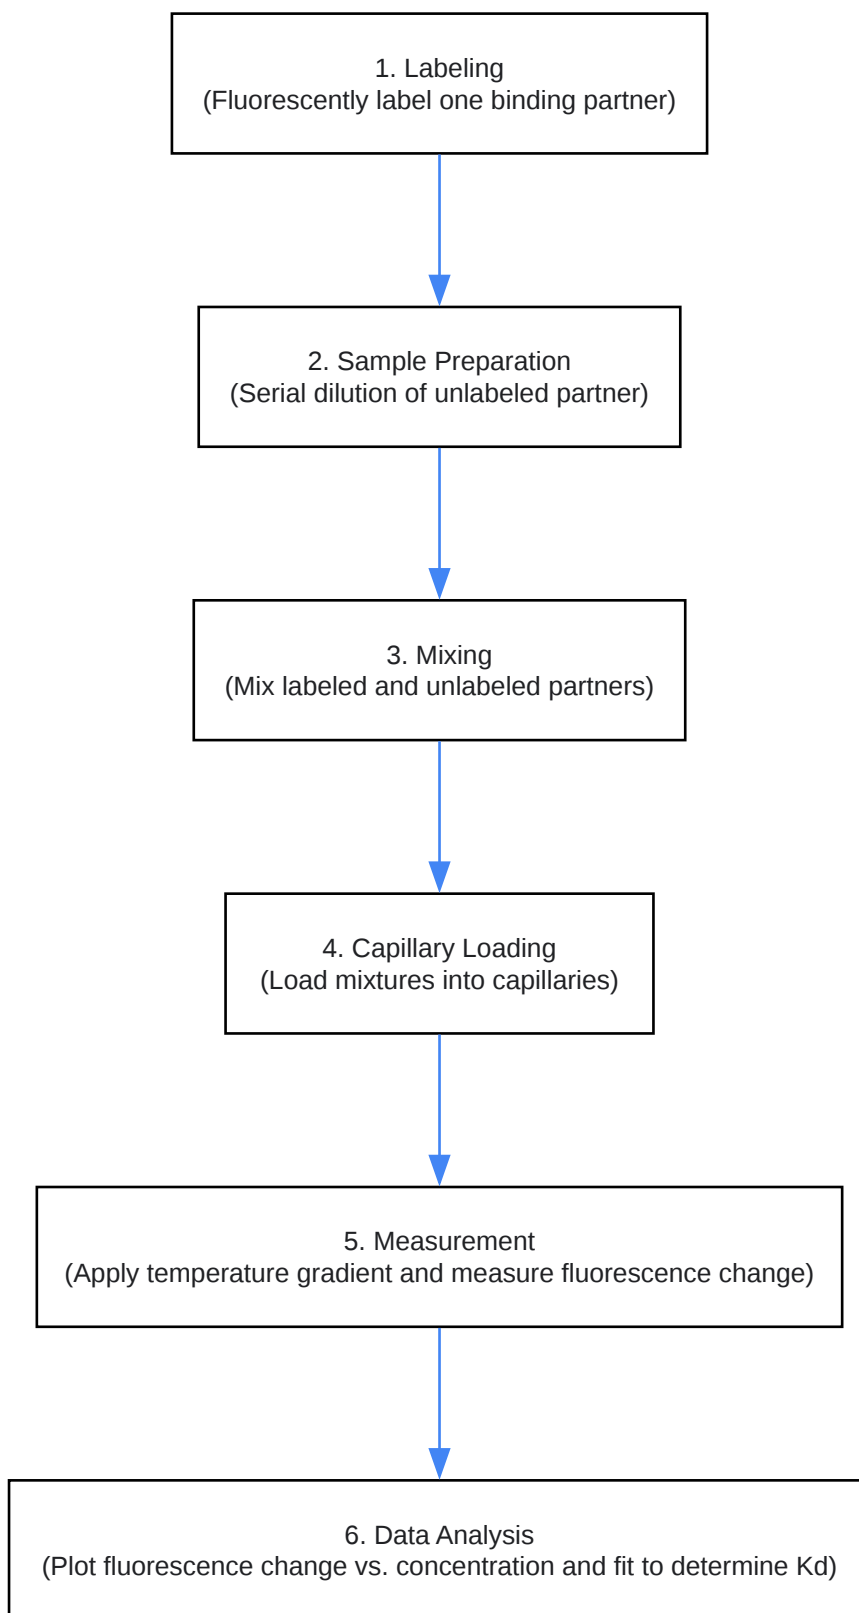 1. Labeling
(Fluorescently label one binding partner)
2. Sample Preparation
(Serial dilution of unlabeled partner)
3. Mixing
(Mix labeled and unlabeled partners)
4. Capillary Loading
(Load mixtures into capillaries)
5. Measurement
(Apply temperature gradient and measure fluorescence change)
6. Data Analysis
(Plot fluorescence change vs. concentration and fit to determine Kd)